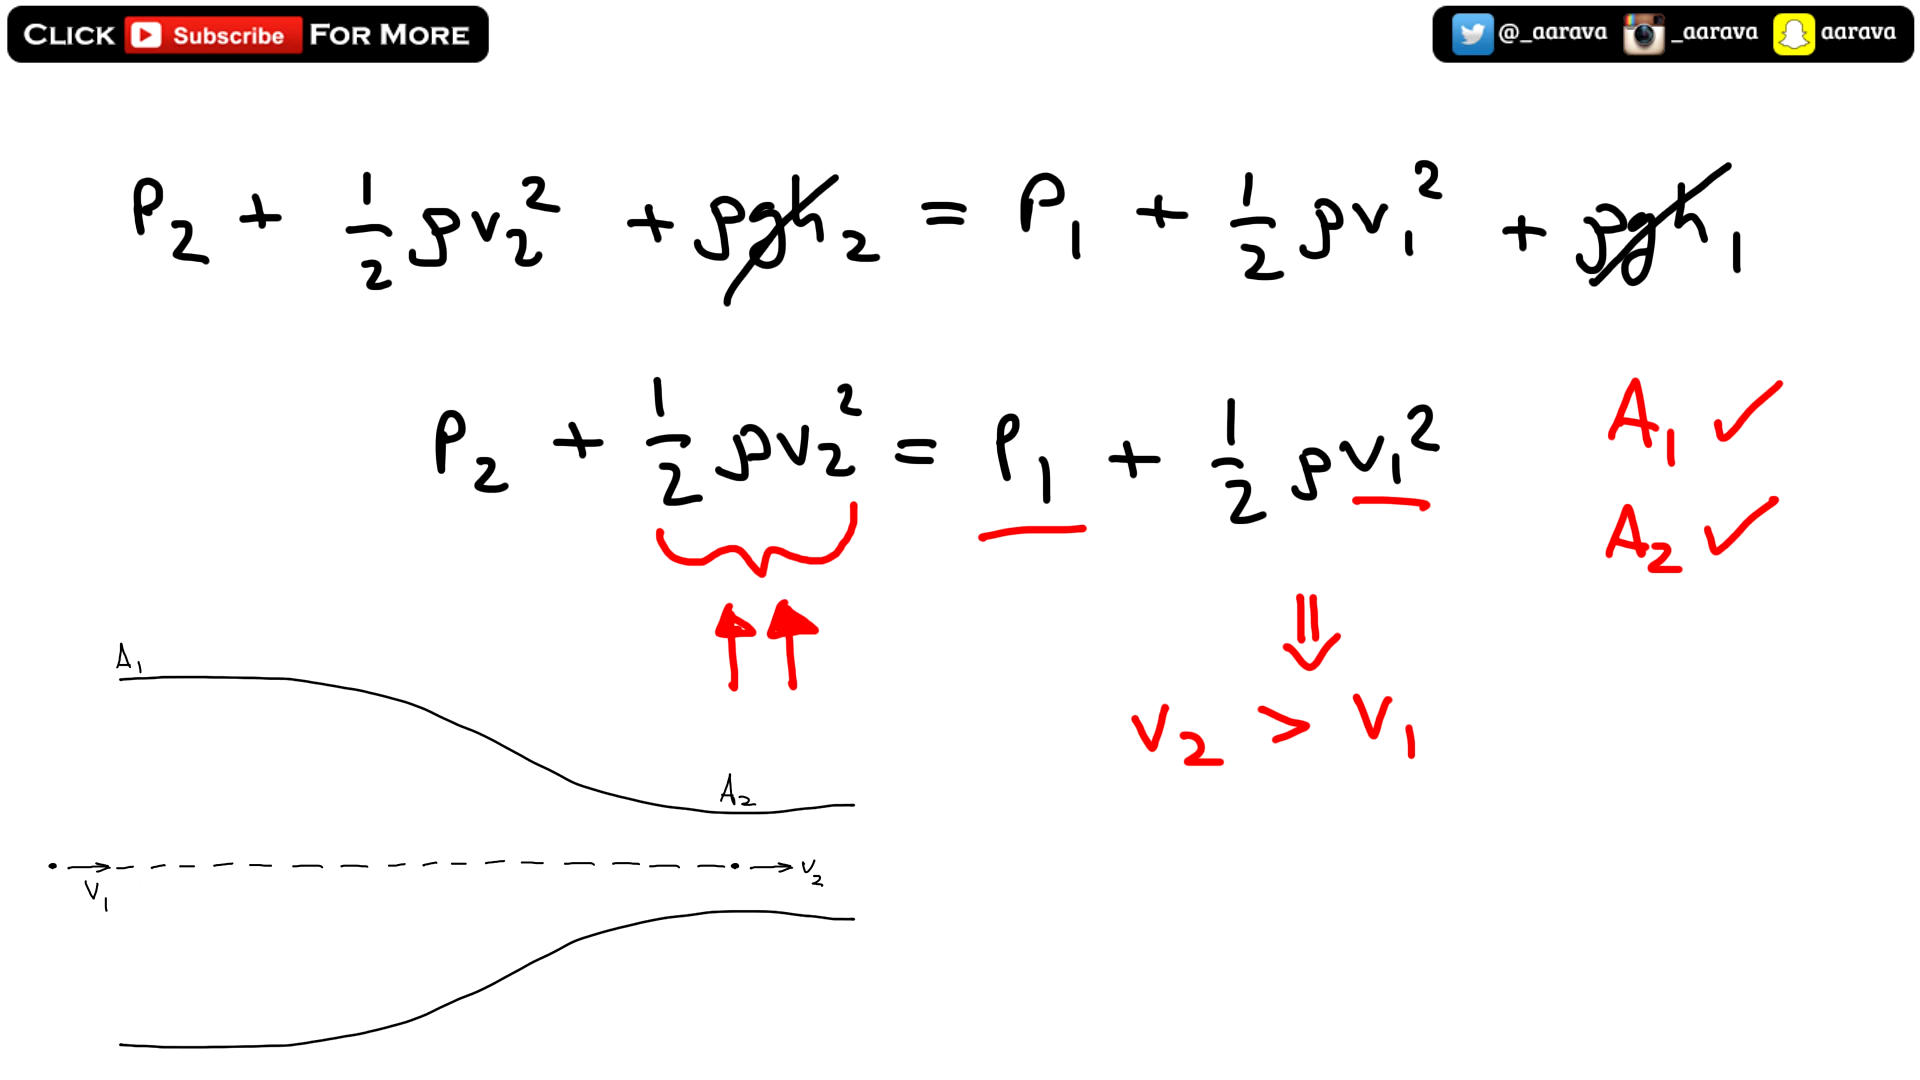 CLICK Subscribe FOR MORE
@_aarava _aarava aarava
P₂ + 1/2 ρv₂² + ρgh₂ = P₁ + 1/2 ρv₁² + ρgh₁
P₂ + 1/2 ρv₂² = P₁ + 1/2 ρv₁²
A₁ ✓
A₂ ✓
⇓
v₂ > v₁
A₁
A₂
v₁
v₂